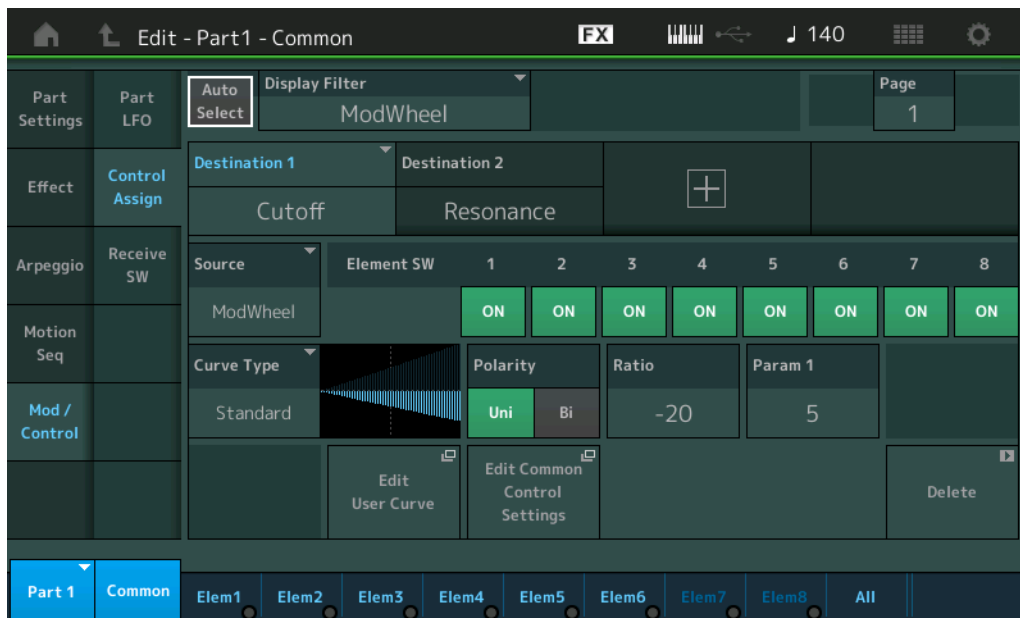 Edit - Part1 - Common
FX
140
Part
Settings
Part
LFO
Auto
Select
Display Filter
ModWheel
Page
1
Effect
Control
Assign
Destination 1
Cutoff
Destination 2
Resonance
Arpeggio
Receive
SW
Source
ModWheel
Element SW 1 2 3 4 5 6 7 8
ON ON ON ON ON ON ON ON
Motion
Seq
Curve Type
Standard
Polarity
Uni Bi
Ratio
-20
Param 1
5
Mod /
Control
Edit
User Curve
Edit Common
Control
Settings
Delete
Part 1 Common Elem1 Elem2 Elem3 Elem4 Elem5 Elem6 Elem7 Elem8 All